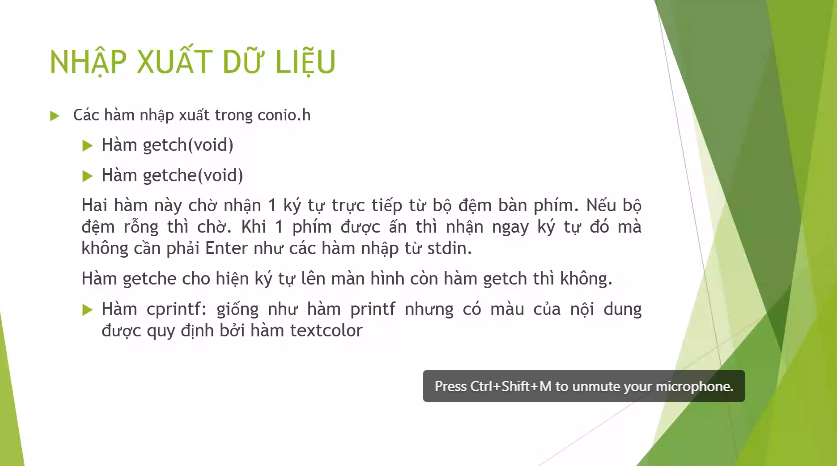 NHẬP XUẤT DỮ LIỆU
Các hàm nhập xuất trong conio.h
Hàm getch(void)
Hàm getche(void)
Hai hàm này chờ nhận 1 ký tự trực tiếp từ bộ đệm bàn phím. Nếu bộ
đệm rỗng thì chờ. Khi 1 phím được ấn thì nhận ngay ký tự đó mà
không cần phải Enter như các hàm nhập từ stdin.
Hàm getche cho hiện ký tự lên màn hình còn hàm getch thì không.
Hàm cprintf: giống như hàm printf nhưng có màu của nội dung
được quy định bởi hàm textcolor
Press Ctrl+Shift+M to unmute your microphone.